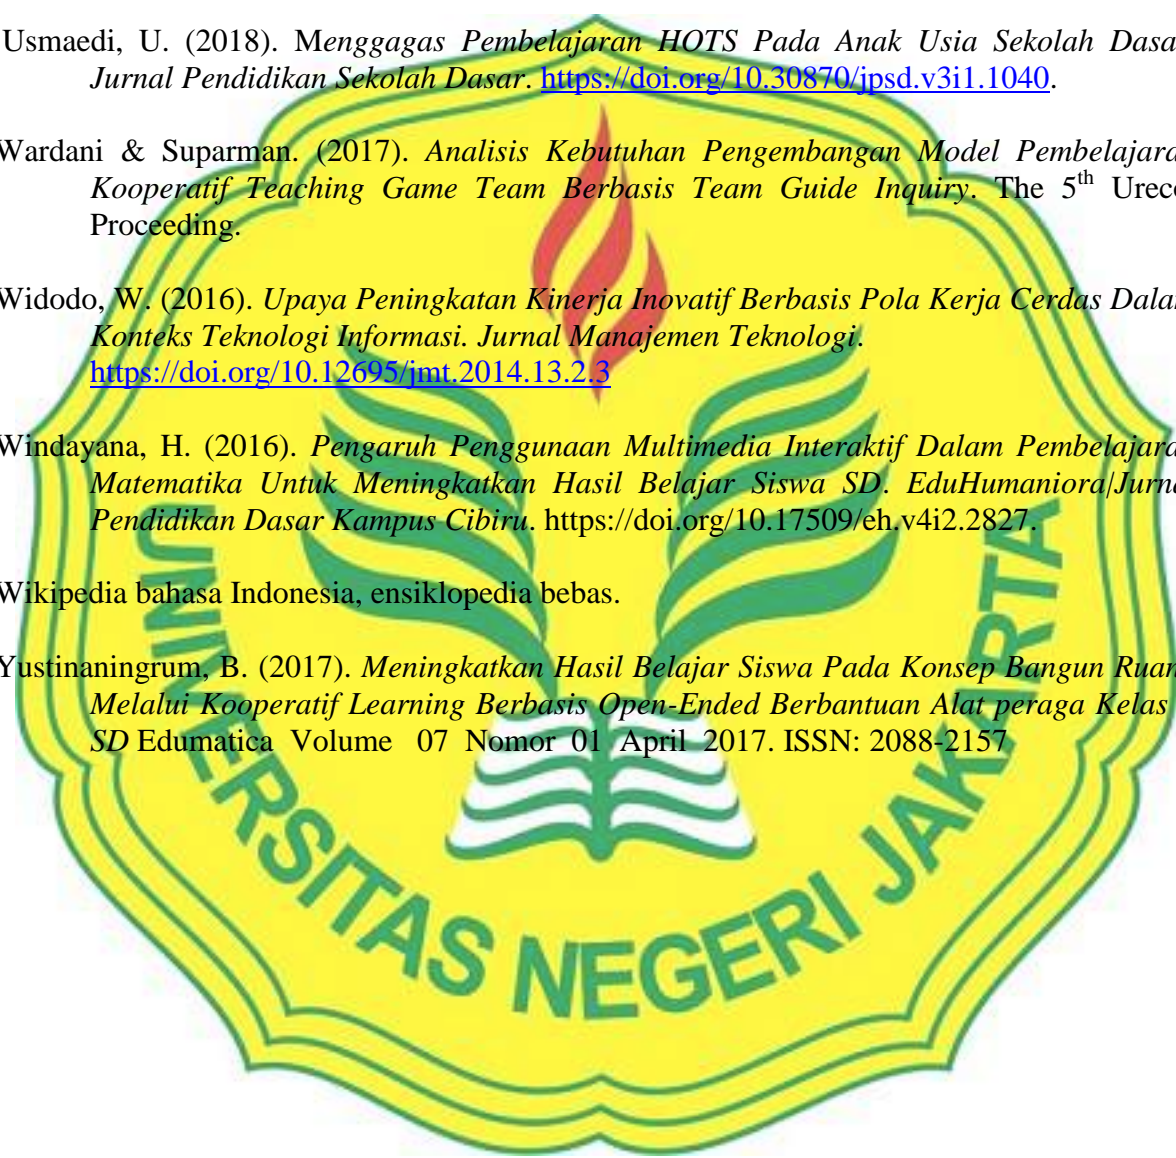 Usmaedi, U. (2018). Menggagas Pembelajaran HOTS Pada Anak Usia Sekolah Dasa
Jurnal Pendidikan Sekolah Dasar. https://doi.org/10.30870/jpsd.v3i1.1040.
Wardani & Suparman. (2017). Analisis Kebutuhan Pengembangan Model Pembelajara
Kooperatif Teaching Game Team Berbasis Team Guide Inquiry. The 5th Urec
Proceeding.
Widodo, W. (2016). Upaya Peningkatan Kinerja Inovatif Berbasis Pola Kerja Cerdas Dala
Konteks Teknologi Informasi. Jurnal Manajemen Teknologi.
https://doi.org/10.12695/jmt.2014.13.2.3
Windayana, H. (2016). Pengaruh Penggunaan Multimedia Interaktif Dalam Pembelajara
Matematika Untuk Meningkatkan Hasil Belajar Siswa SD. EduHumaniora|Jurna
Pendidikan Dasar Kampus Cibiru. https://doi.org/10.17509/eh.v4i2.2827.
Wikipedia bahasa Indonesia, ensiklopedia bebas.
Yustinaningrum, B. (2017). Meningkatkan Hasil Belajar Siswa Pada Konsep Bangun Ruan
Melalui Kooperatif Learning Berbasis Open-Ended Berbantuan Alat peraga Kelas
SD Edumatica Volume 07 Nomor 01 April 2017. ISSN: 2088-2157
UNIVERSITAS NEGERI JAKARTA